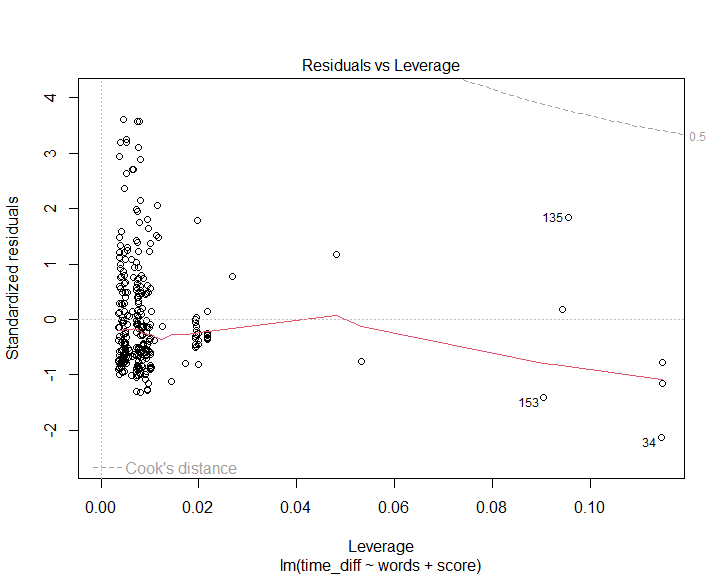 Residuals vs Leverage
4
3
2
1
0
-1
-2
Standardized residuals
0.5
135
153
34
Cook's distance
0.00 0.02 0.04 0.06 0.08 0.10
Leverage
lm(time_diff ~ words + score)